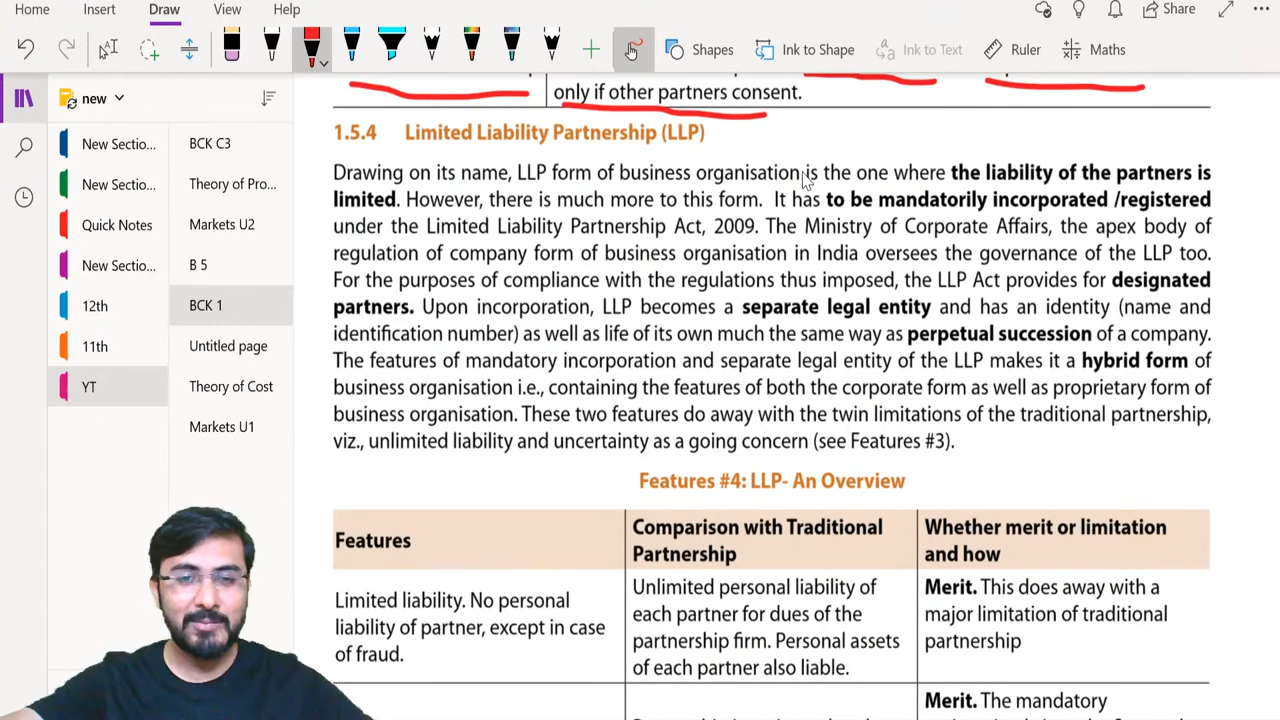 Home Insert Draw View Help Share
Shapes Ink to Shape Ink to Text Ruler Maths
new
New Sectio...
New Sectio...
Quick Notes
New Sectio...
12th
11th
YT
BCK C3
Theory of Pro...
Markets U2
B 5
BCK 1
Untitled page
Theory of Cost
Markets U1
only if other partners consent.
1.5.4 Limited Liability Partnership (LLP)
Drawing on its name, LLP form of business organisation is the one where the liability of the partners is
limited. However, there is much more to this form. It has to be mandatorily incorporated /registered
under the Limited Liability Partnership Act, 2009. The Ministry of Corporate Affairs, the apex body of
regulation of company form of business organisation in India oversees the governance of the LLP too.
For the purposes of compliance with the regulations thus imposed, the LLP Act provides for designated
partners. Upon incorporation, LLP becomes a separate legal entity and has an identity (name and
identification number) as well as life of its own much the same way as perpetual succession of a company.
The features of mandatory incorporation and separate legal entity of the LLP makes it a hybrid form of
business organisation i.e., containing the features of both the corporate form as well as proprietary form of
business organisation. These two features do away with the twin limitations of the traditional partnership,
viz., unlimited liability and uncertainty as a going concern (see Features #3).
Features #4: LLP- An Overview
Features
Comparison with Traditional
Partnership
Whether merit or limitation
and how
Limited liability. No personal
liability of partner, except in case
of fraud.
Unlimited personal liability of
each partner for dues of the
partnership firm. Personal assets
of each partner also liable.
Merit. This does away with a
major limitation of traditional
partnership
Merit. The mandatory